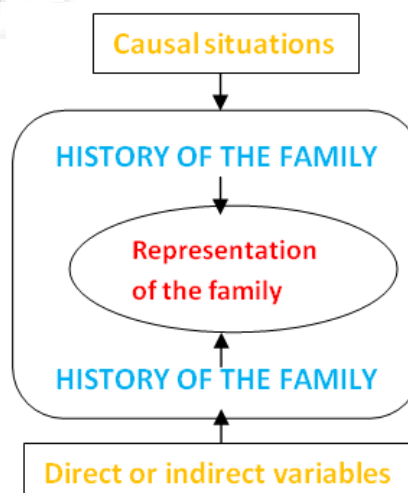 Causal situations
HISTORY OF THE FAMILY
Representation
of the family
HISTORY OF THE FAMILY
Direct or indirect variables